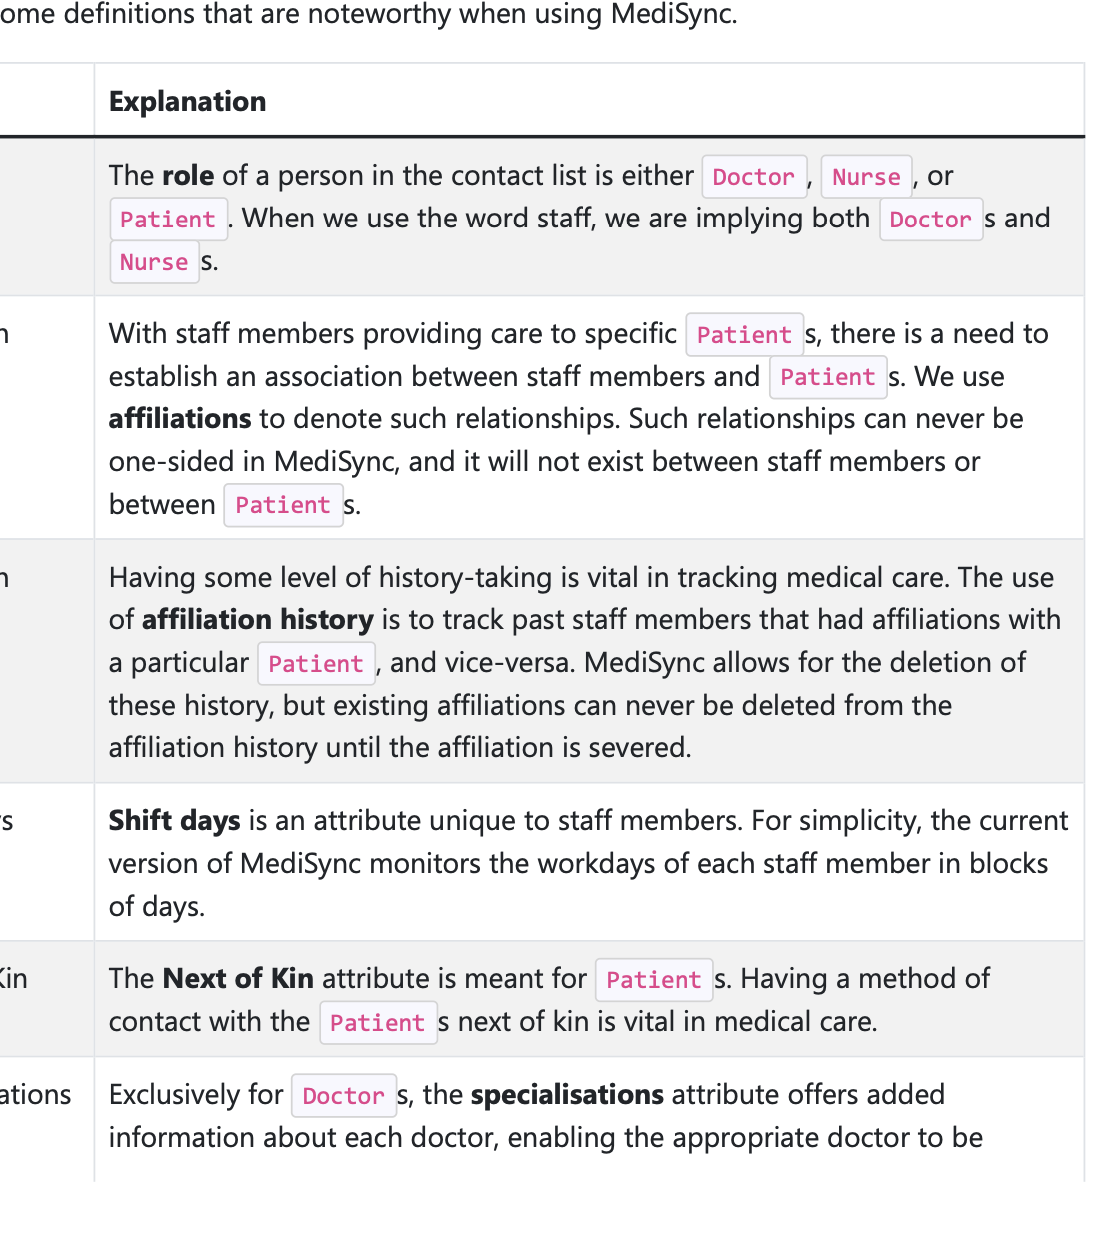 ome definitions that are noteworthy when using MediSync.
Explanation
The role of a person in the contact list is either Doctor, Nurse, or
Patient. When we use the word staff, we are implying both Doctors and
Nurses.
n
With staff members providing care to specific Patients, there is a need to
establish an association between staff members and Patients. We use
affiliations to denote such relationships. Such relationships can never be
one-sided in MediSync, and it will not exist between staff members or
between Patients.
n
Having some level of history-taking is vital in tracking medical care. The use
of affiliation history is to track past staff members that had affiliations with
a particular Patient, and vice-versa. MediSync allows for the deletion of
these history, but existing affiliations can never be deleted from the
affiliation history until the affiliation is severed.
s
Shift days is an attribute unique to staff members. For simplicity, the current
version of MediSync monitors the workdays of each staff member in blocks
of days.
Kin
The Next of Kin attribute is meant for Patients. Having a method of
contact with the Patients next of kin is vital in medical care.
ations
Exclusively for Doctors, the specialisations attribute offers added
information about each doctor, enabling the appropriate doctor to be